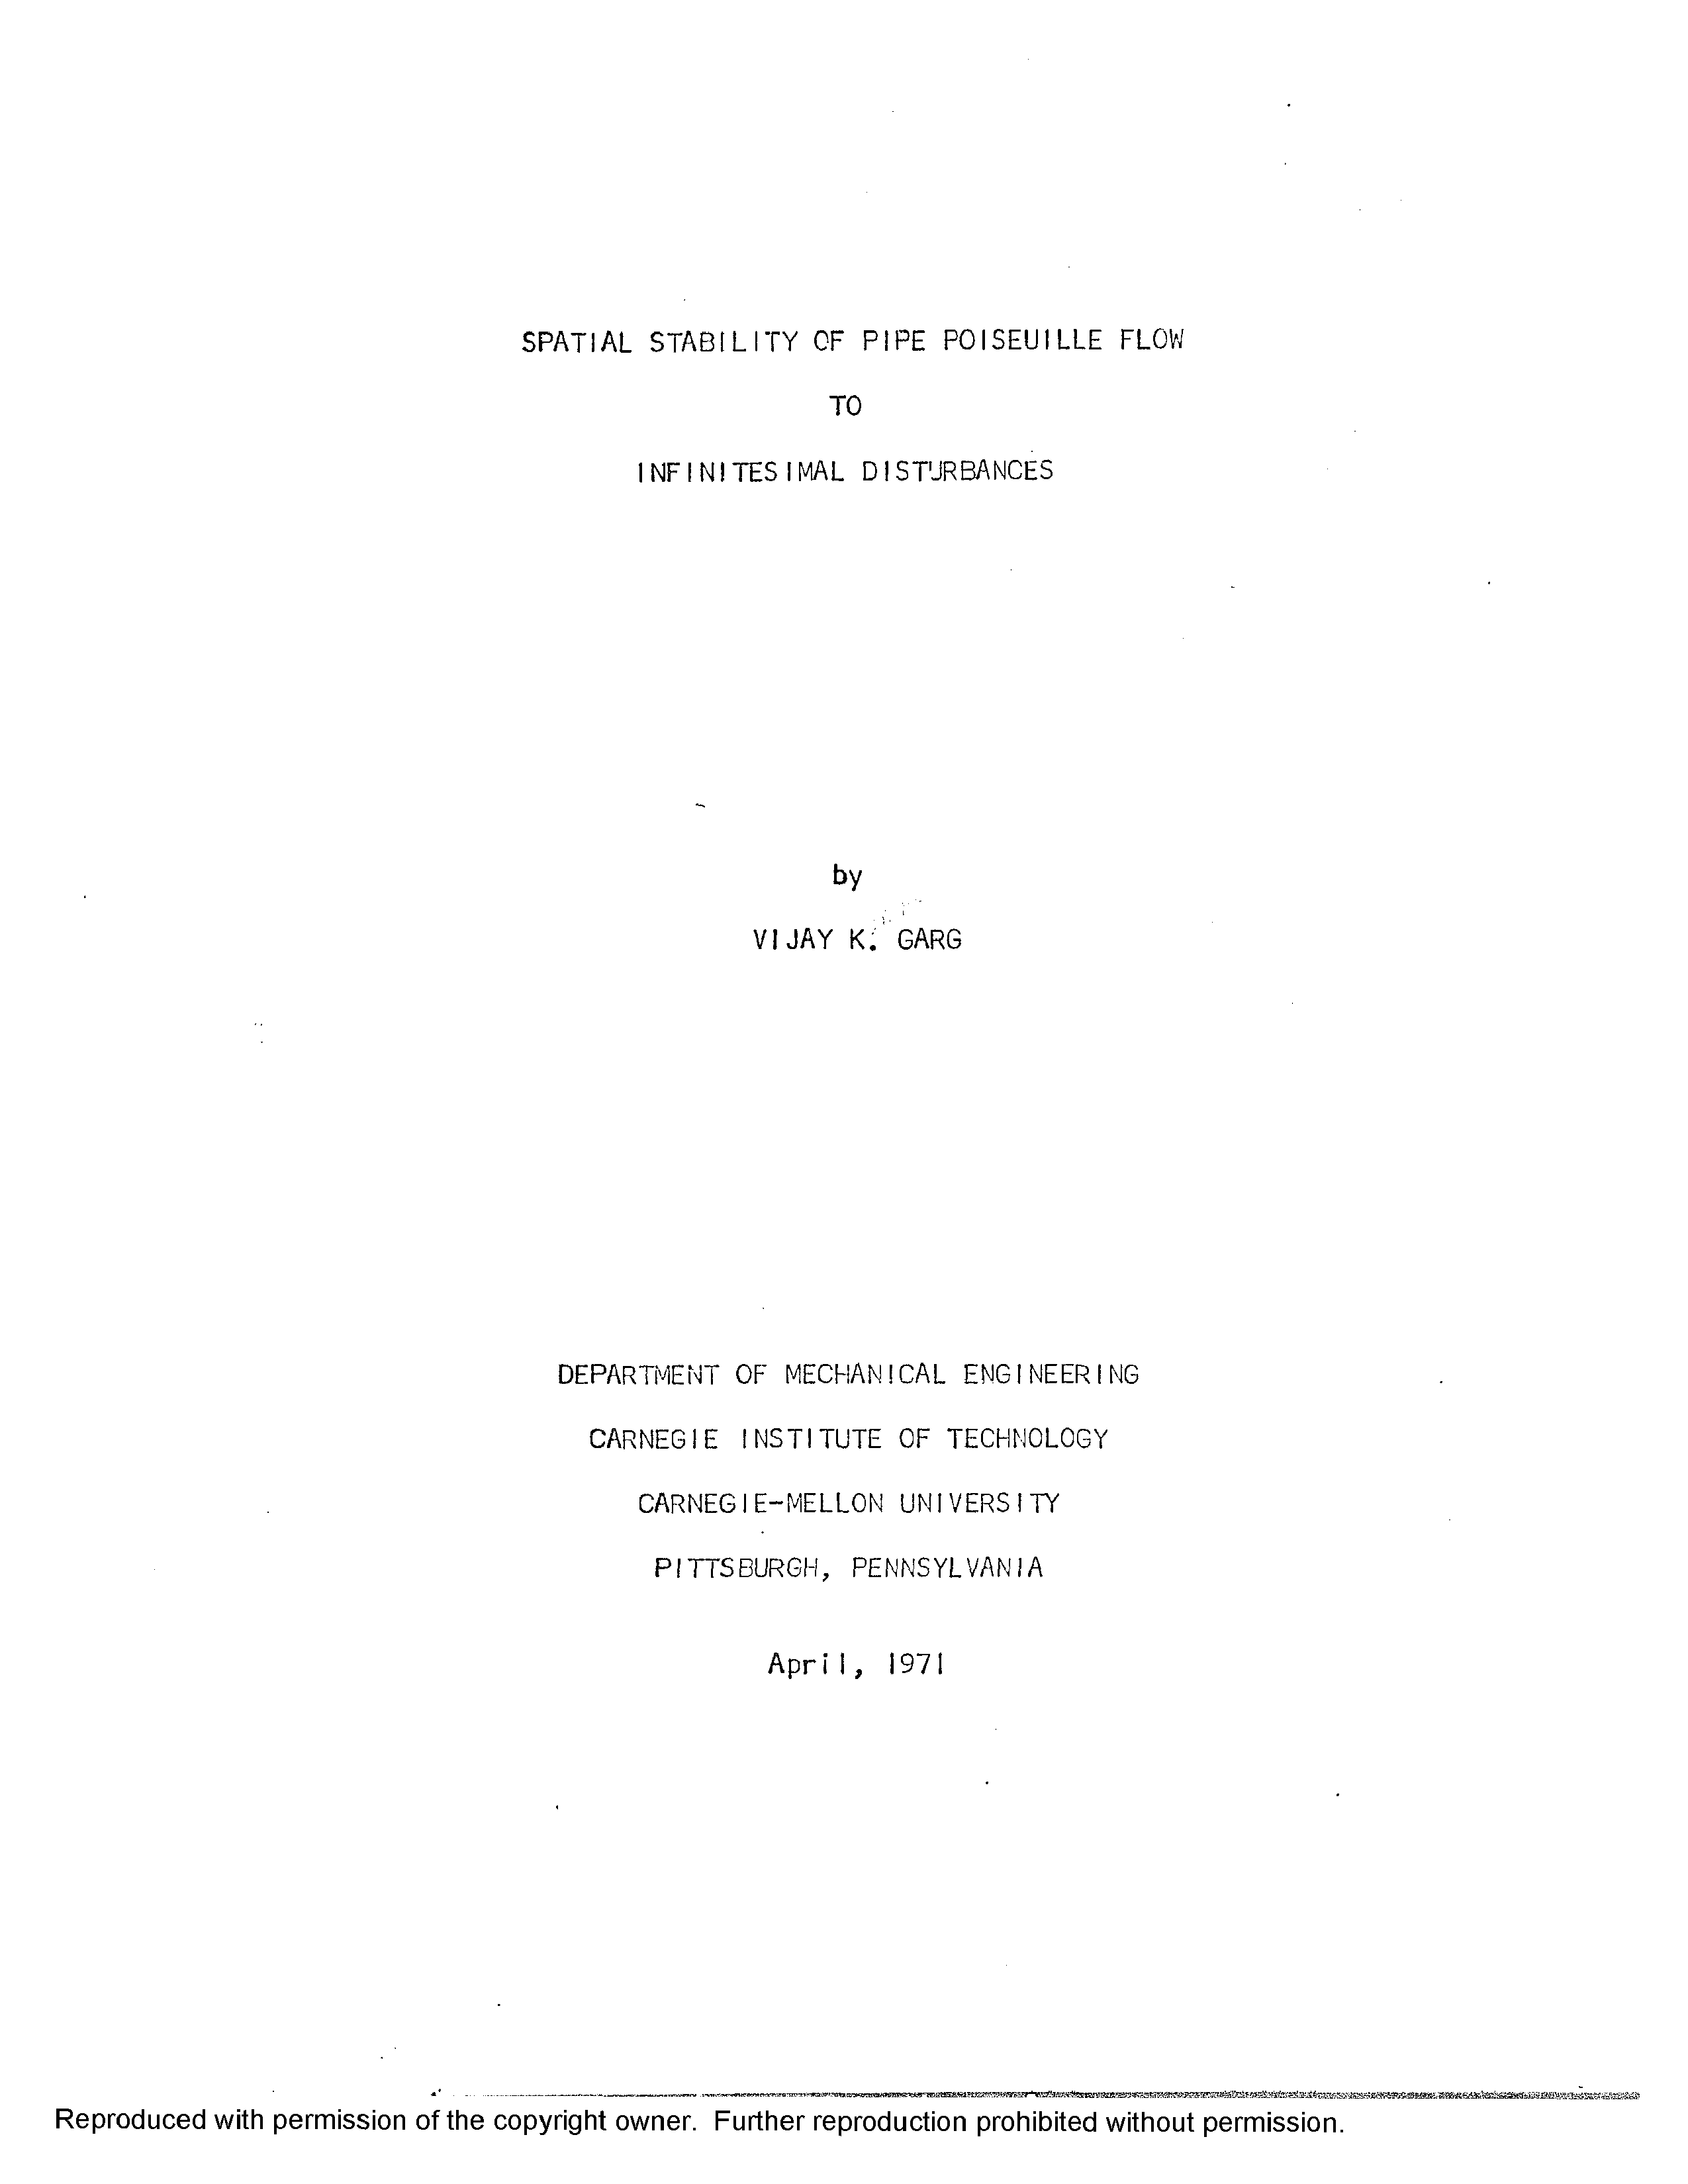 SPATIAL STABILITY OF PIPE POISEUILLE FLOW
TO
INFINITESIMAL DISTURBANCES
by
VIJAY K. GARG
DEPARTMENT OF MECHANICAL ENGINEERING
CARNEGIE INSTITUTE OF TECHNOLOGY
CARNEGIE-MELLON UNIVERSITY
PITTSBURGH, PENNSYLVANIA
April, 1971
Reproduced with permission of the copyright owner. Further reproduction prohibited without permission.